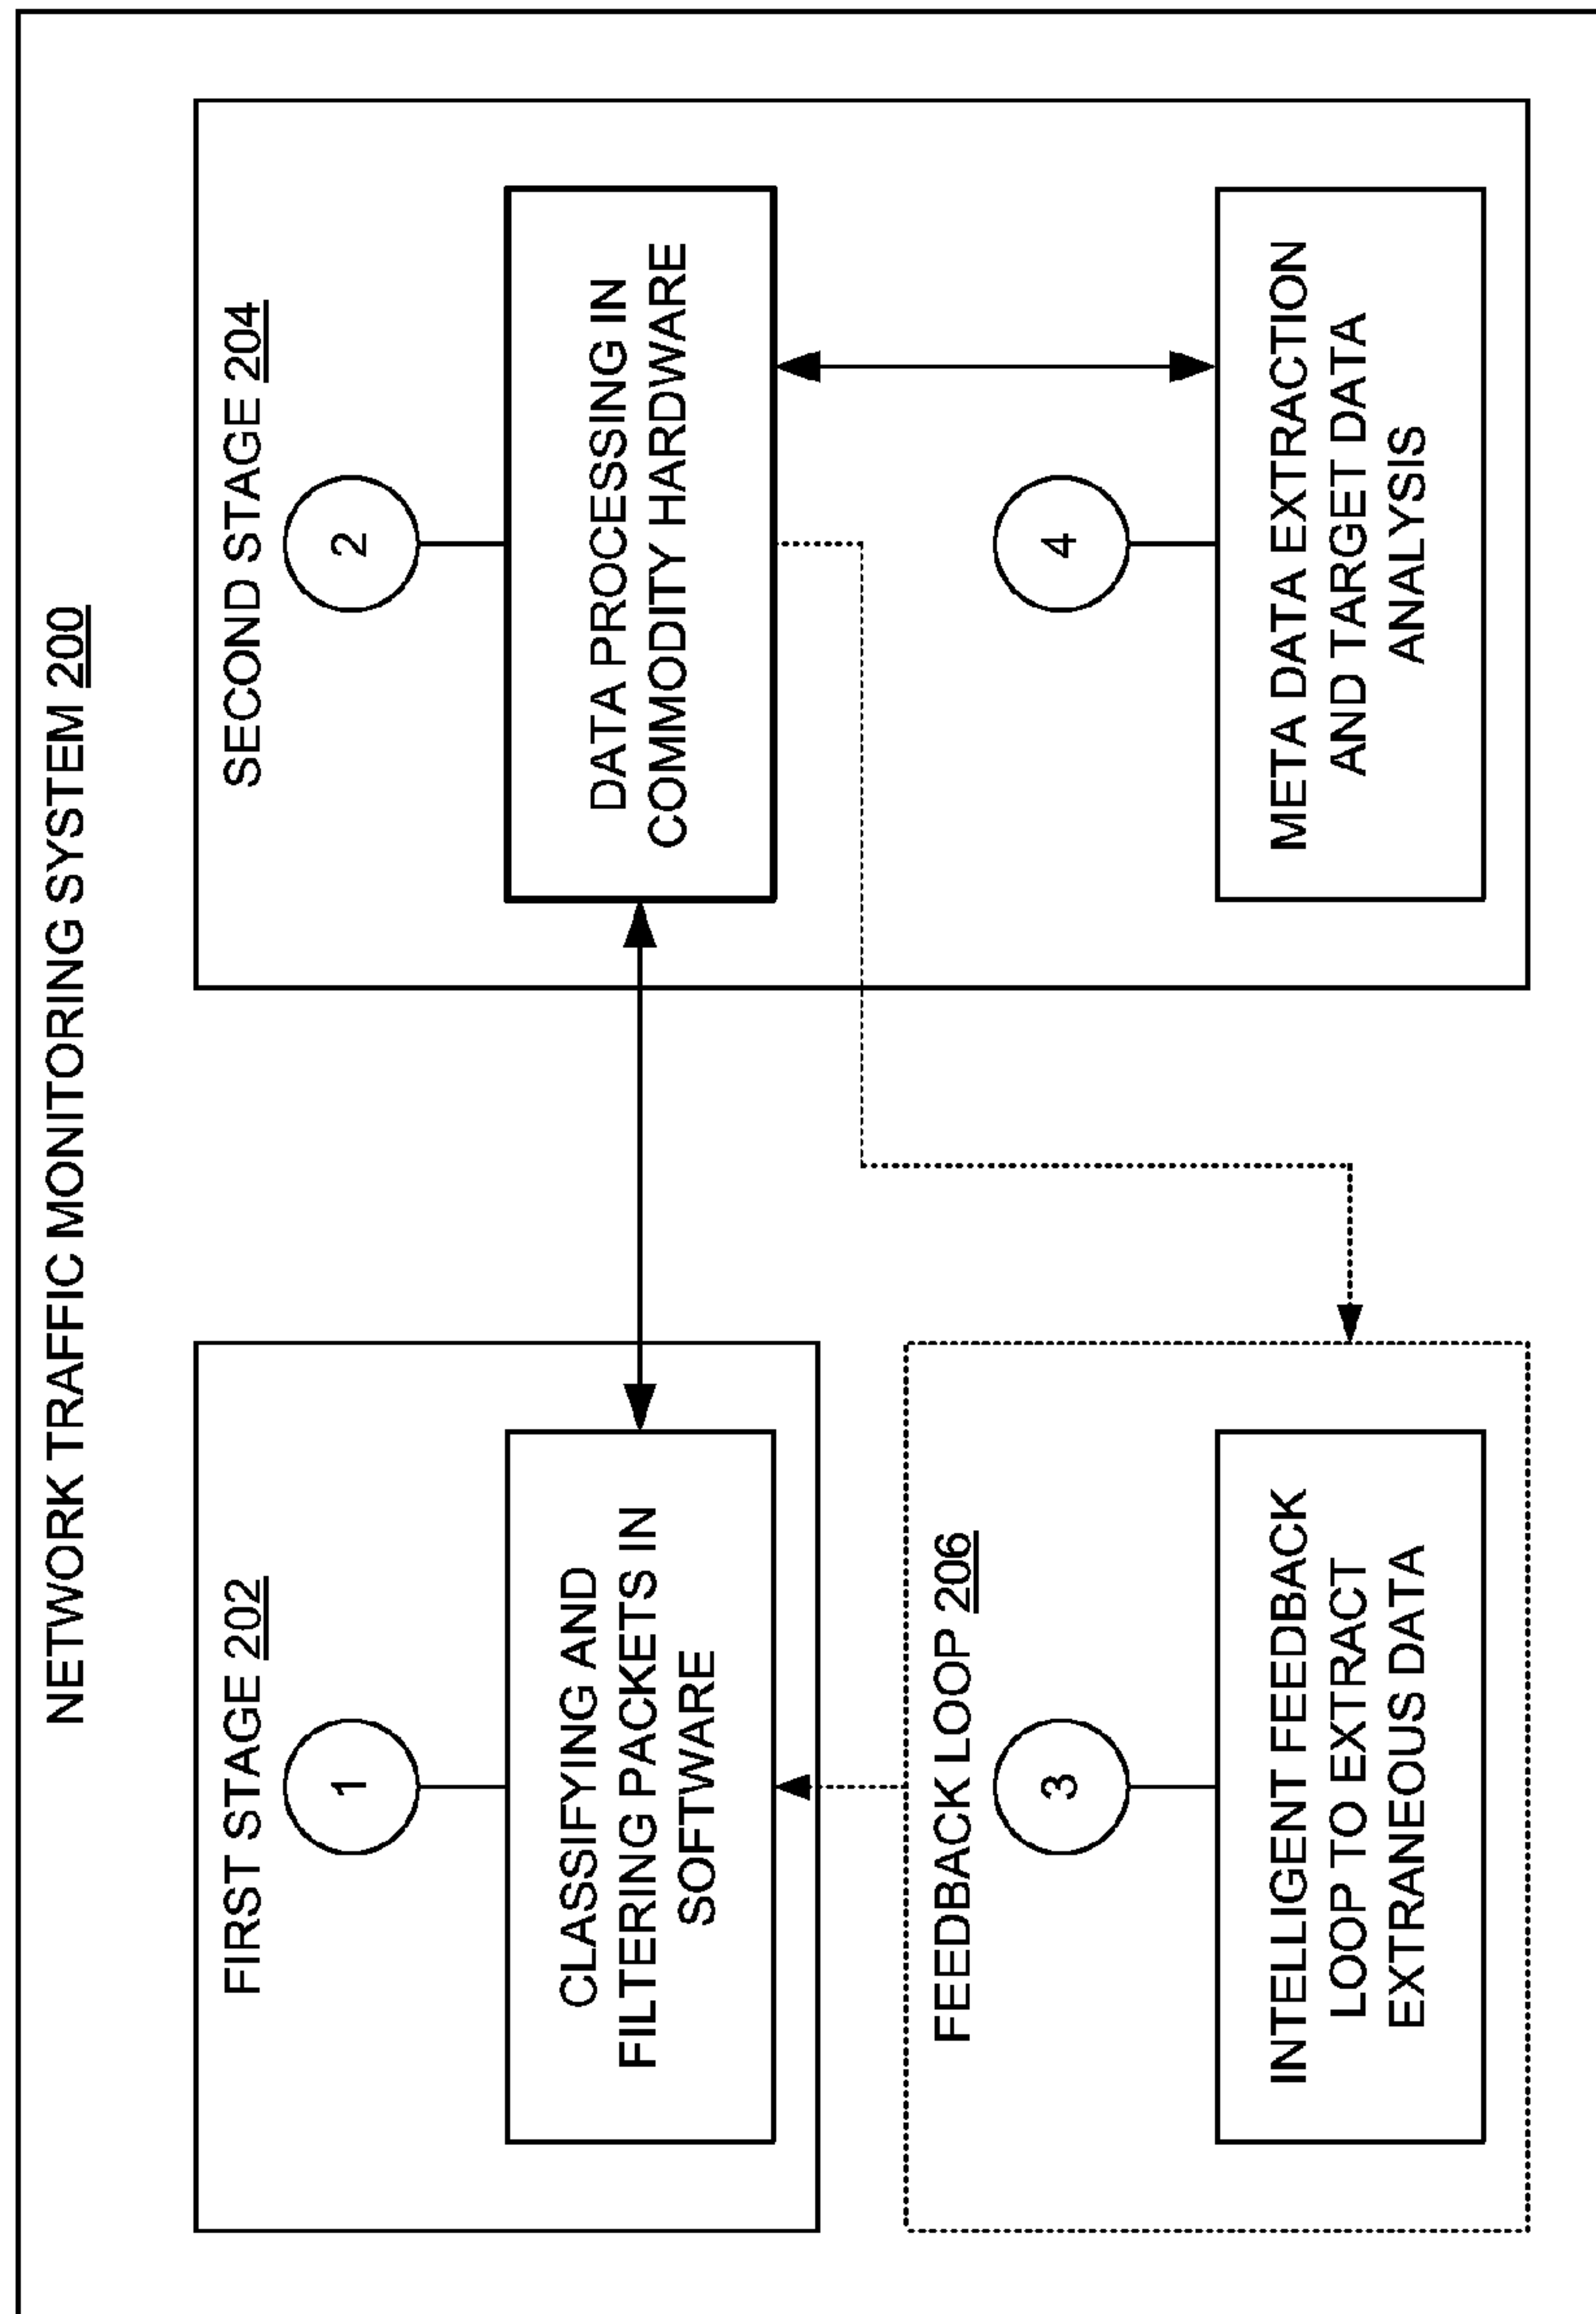 NETWORK TRAFFIC MONITORING SYSTEM 200
FIRST STAGE 202
1
CLASSIFYING AND
FILTERING PACKETS IN
SOFTWARE
SECOND STAGE 204
2
DATA PROCESSING IN
COMMODITY HARDWARE
FEEDBACK LOOP 206
3
INTELLIGENT FEEDBACK
LOOP TO EXTRACT
EXTRANEOUS DATA
4
META DATA EXTRACTION
AND TARGET DATA
ANALYSIS